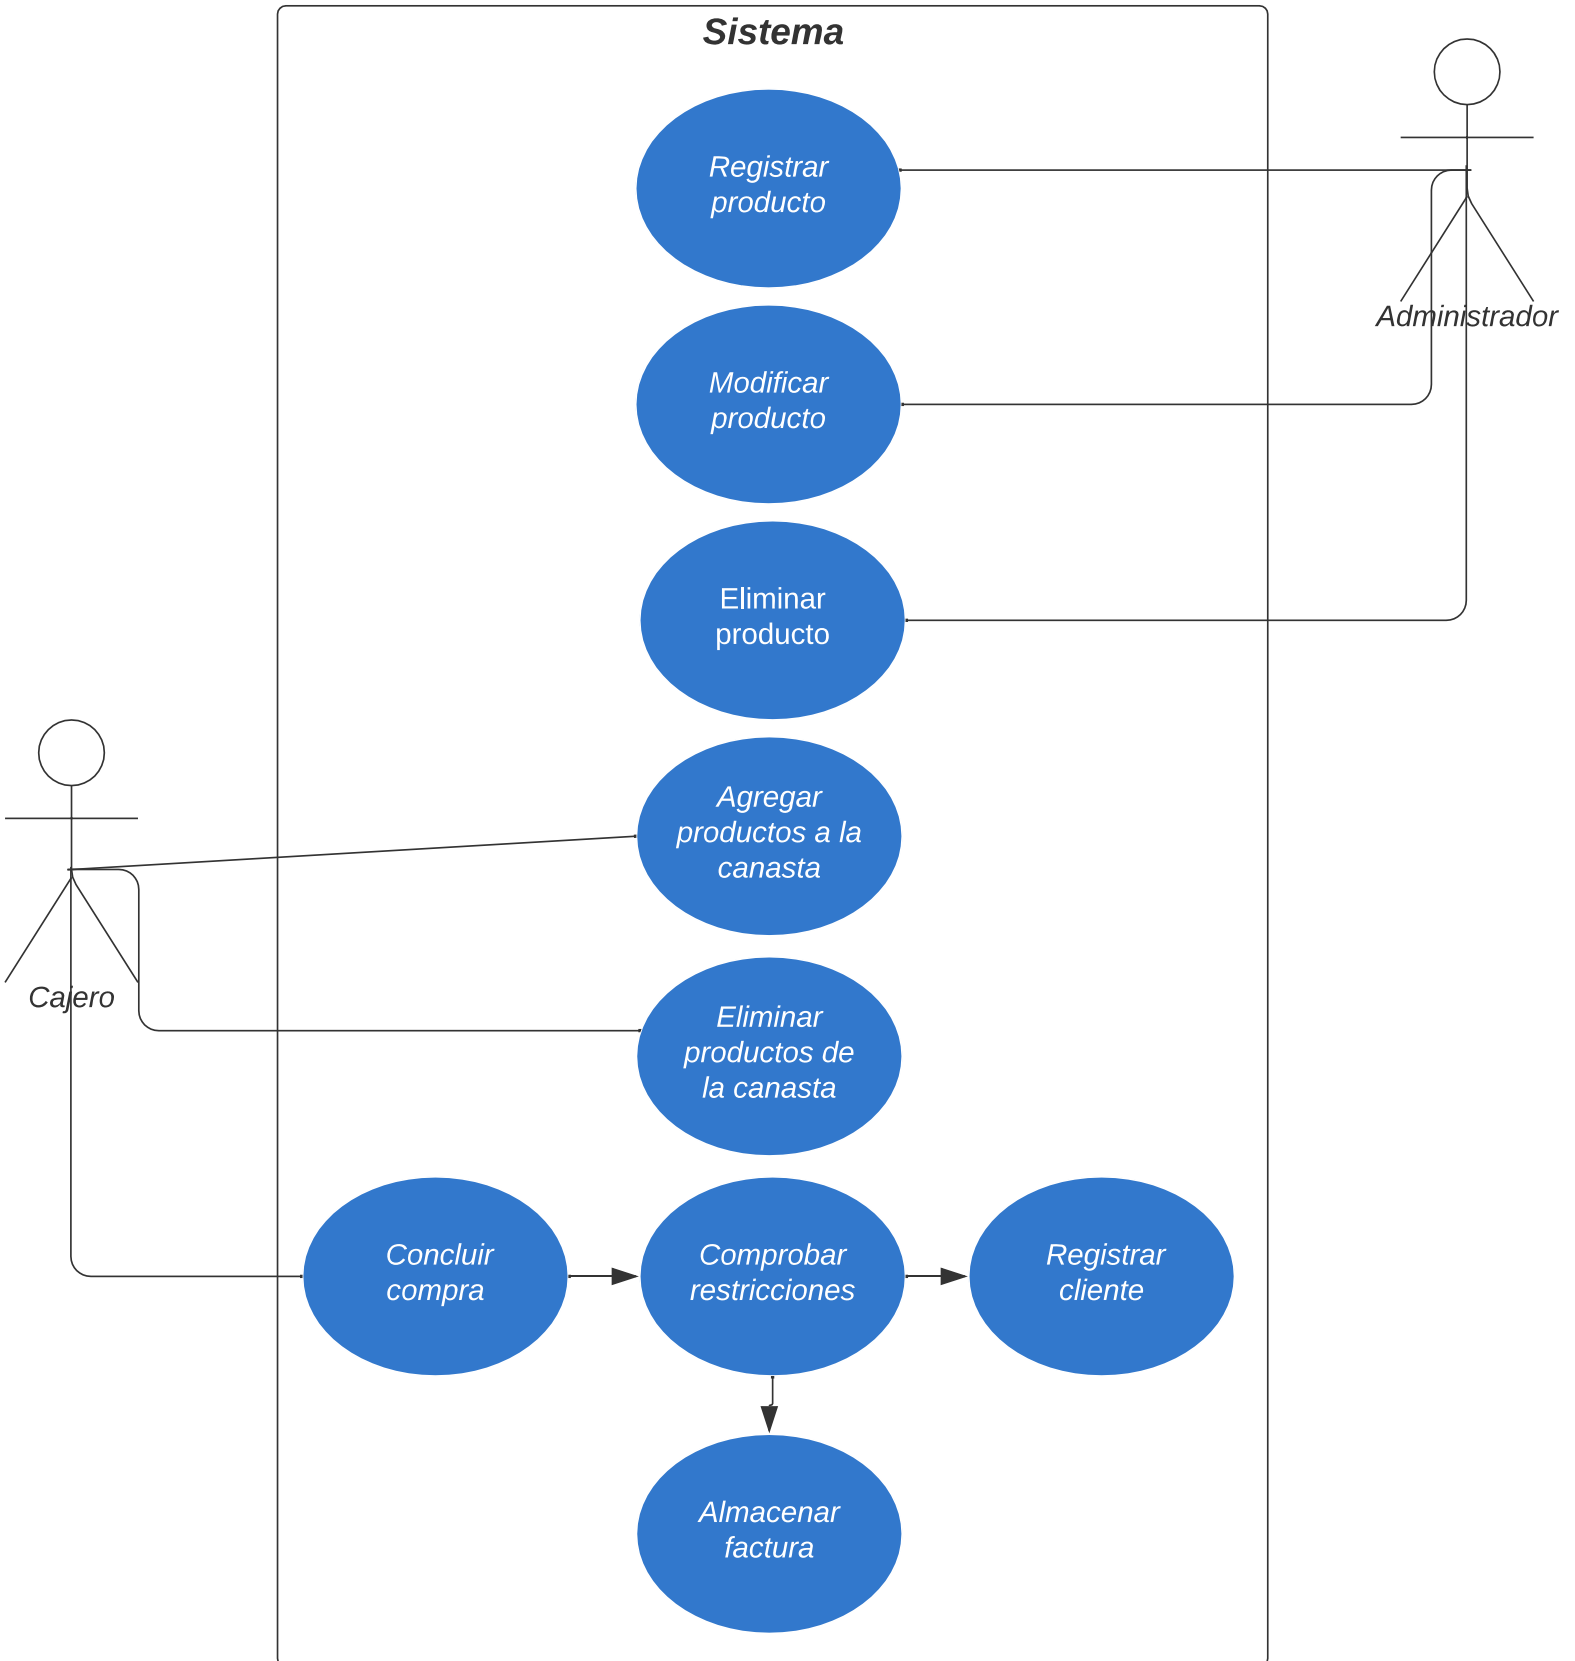 Sistema
Registrar
producto
Administrador
Modificar
producto
Eliminar
producto
Agregar
productos a la
canasta
Cajero
Eliminar
productos de
la canasta
Concluir
compra
Comprobar
restricciones
Registrar
cliente
Almacenar
factura